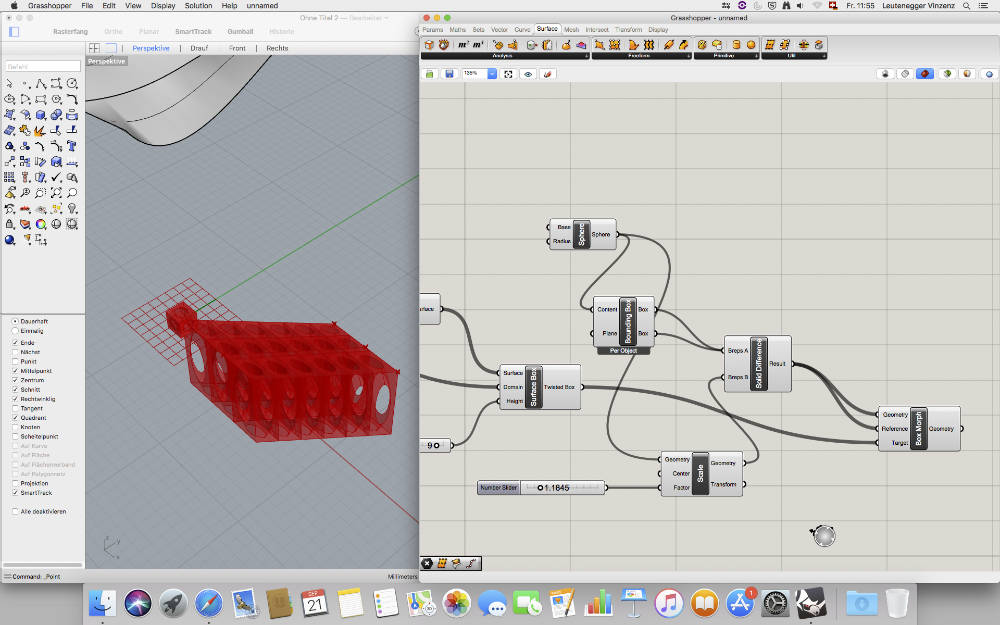 Grasshopper File Edit View Display Solution Help unnamed
Fr. 11:55 Leutenegger Vinzenz
Ohne Titel 2 — Bearbeitet
Grasshopper - unnamed
Rasterfang Ortho Planar SmartTrack Gumball Historie
Params Maths Sets Vector Curve Surface Mesh Intersect Transform Display
Perspektive Drauf Front Rechts
Analysis Freeform Primitive Util
Perspektive
Befehl
Base
Radius
Sphere
Sphere
Content
Plane
Bounding Box
Box
Box
Per Object
Surface
Domain
Height
Surface Box
Twisted Box
Breps A
Breps B
Solid Difference
Result
Geometry
Reference
Target
Box Morph
Geometry
9
Geometry
Center
Factor
Scale
Geometry
Transform
Number Slider 1.1645
Dauerhaft
Einmalig
Ende
Nächst
Punkt
Mittelpunkt
Zentrum
Schnitt
Rechtwinklig
Tangent
Quadrant
Knoten
Scheitelpunkt
Auf Kurve
Auf Fläche
Auf Flächenverband
Auf Polygonnetz
Projektion
SmartTrack
Alle deaktivieren
z y
x
Command: _Point
Millimeters
21
1